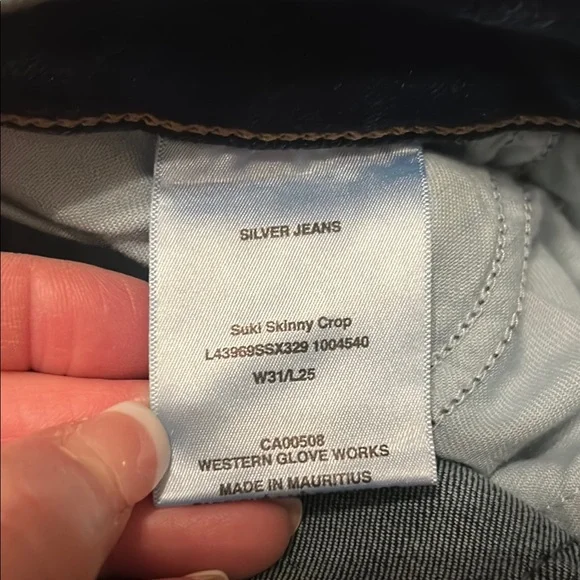 SILVER JEANS
Suki Skinny Crop
L43969SSX329 1004540
W31/L25
CA00508
WESTERN GLOVE WORKS
MADE IN MAURITIUS